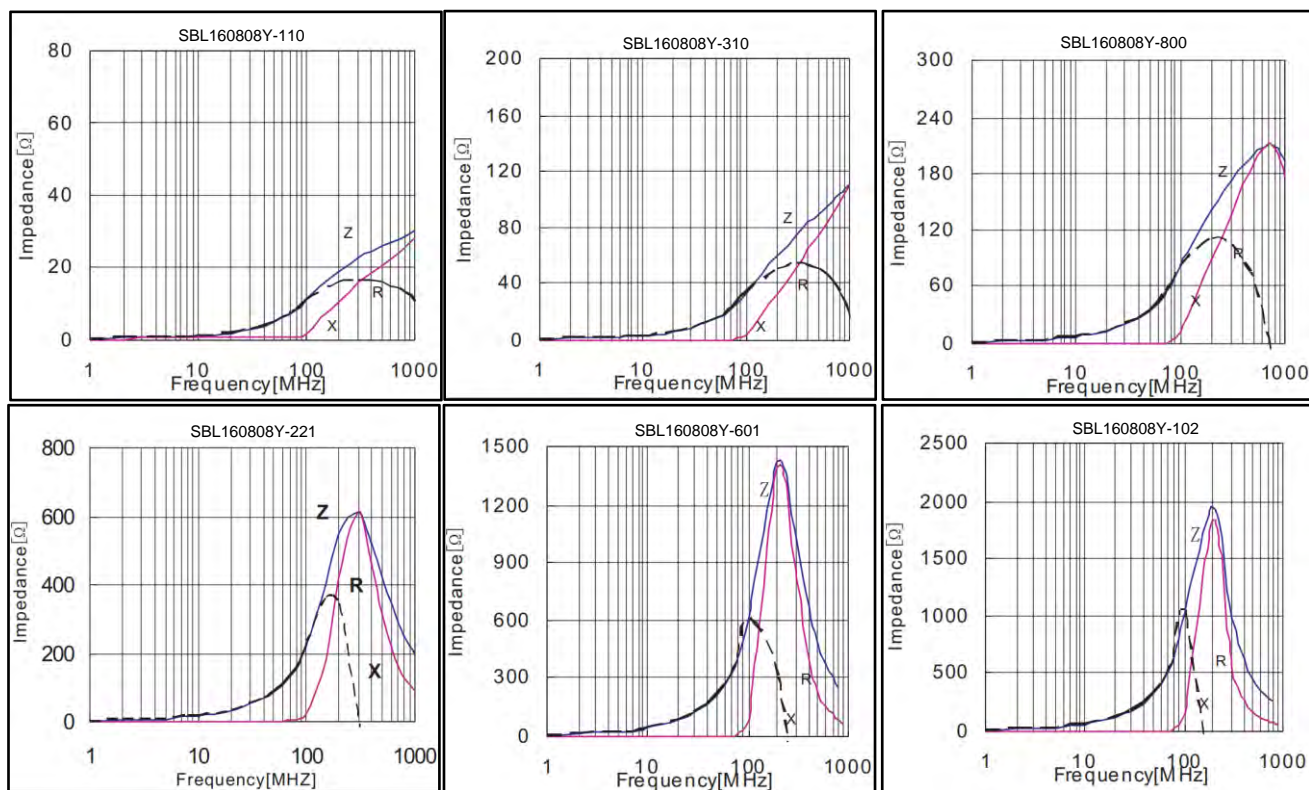 SBL160808Y-110
80
60
40
20
0
Impedance[Ω]
Z
R
X
1 10 100 1000
Frequency[MHz]
SBL160808Y-310
200
160
120
80
40
0
Impedance[Ω]
Z
R
X
1 10 100 1000
Frequency[MHz]
SBL160808Y-800
300
240
180
120
60
0
Impedance[Ω]
Z
R
X
1 10 100 1000
Frequency[MHz]
SBL160808Y-221
800
600
400
200
0
Impedance[Ω]
Z
R
X
1 10 100 1000
Frequency[MHZ]
SBL160808Y-601
1500
1200
900
600
300
0
Impedance[Ω]
Z
R
X
1 10 100 1000
Frequency[MHZ]
SBL160808Y-102
2500
2000
1500
1000
500
0
Impedance[Ω]
Z
R
X
1 10 100 1000
Frequency[MHZ]